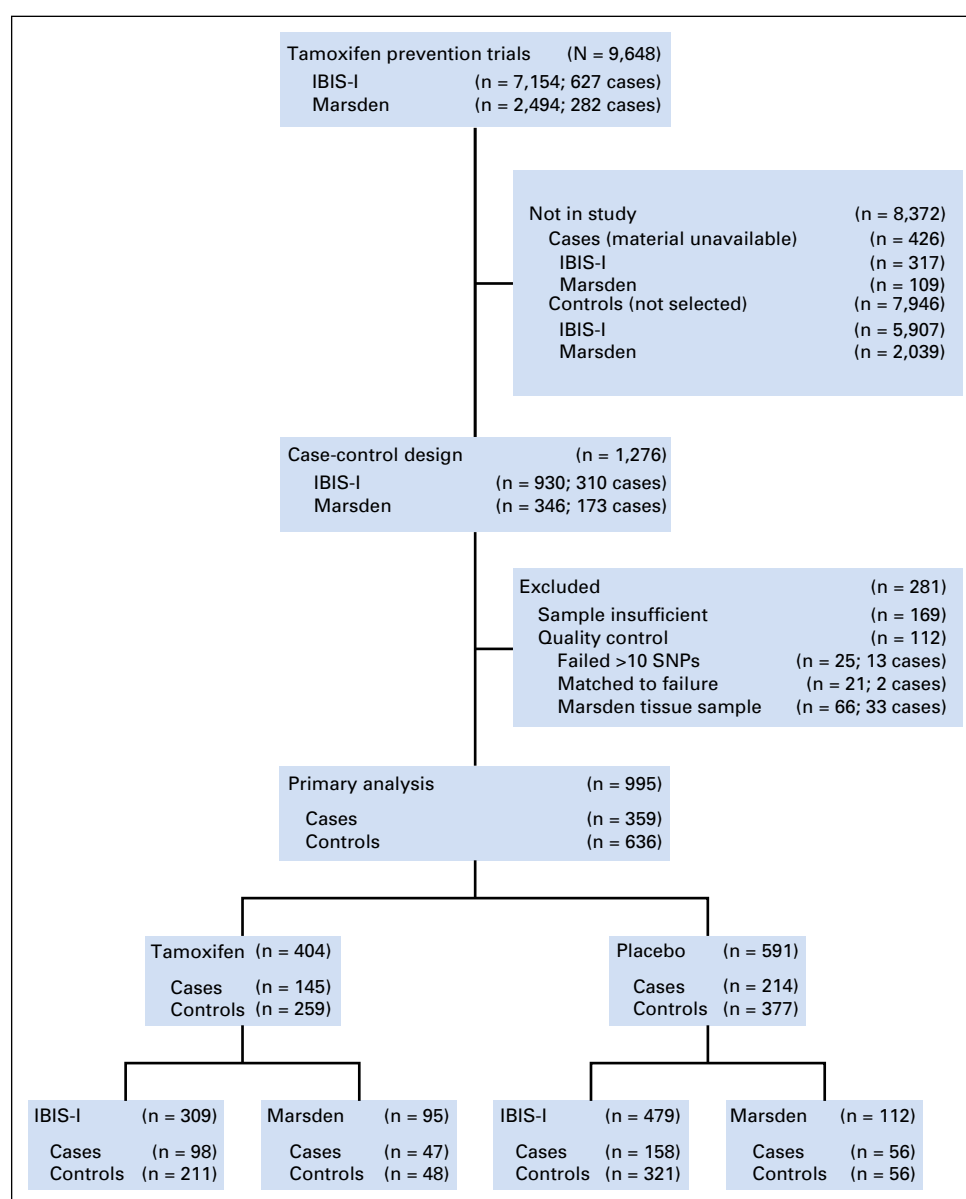 Tamoxifen prevention trials (N = 9,648)
IBIS-I (n = 7,154; 627 cases)
Marsden (n = 2,494; 282 cases)
Not in study (n = 8,372)
Cases (material unavailable) (n = 426)
IBIS-I (n = 317)
Marsden (n = 109)
Controls (not selected) (n = 7,946)
IBIS-I (n = 5,907)
Marsden (n = 2,039)
Case-control design (n = 1,276)
IBIS-I (n = 930; 310 cases)
Marsden (n = 346; 173 cases)
Excluded (n = 281)
Sample insufficient (n = 169)
Quality control (n = 112)
Failed >10 SNPs (n = 25; 13 cases)
Matched to failure (n = 21; 2 cases)
Marsden tissue sample (n = 66; 33 cases)
Primary analysis (n = 995)
Cases (n = 359)
Controls (n = 636)
Tamoxifen (n = 404)
Cases (n = 145)
Controls (n = 259)
Placebo (n = 591)
Cases (n = 214)
Controls (n = 377)
IBIS-I (n = 309)
Cases (n = 98)
Controls (n = 211)
Marsden (n = 95)
Cases (n = 47)
Controls (n = 48)
IBIS-I (n = 479)
Cases (n = 158)
Controls (n = 321)
Marsden (n = 112)
Cases (n = 56)
Controls (n = 56)